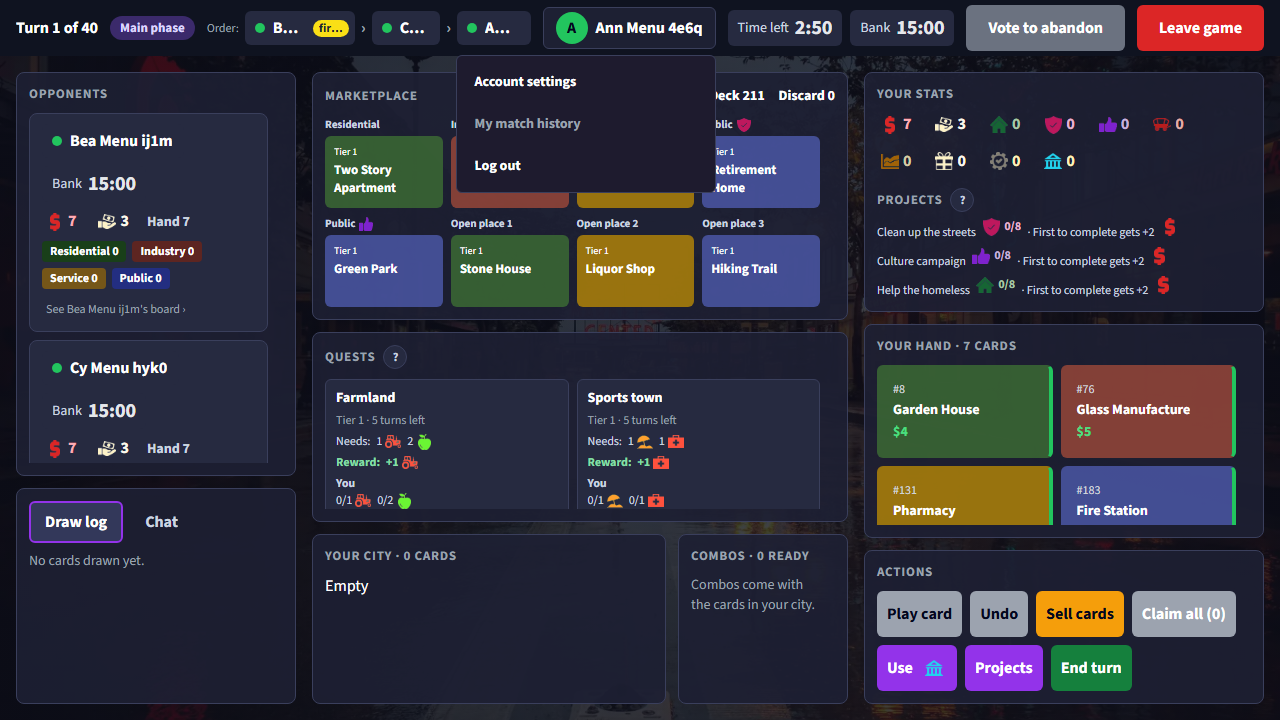 Turn 1 of 40 Main phase Order: B... fir... › C... › A... A Ann Menu 4e6q Time left 2:50 Bank 15:00 Vote to abandon Leave game
Account settings
My match history
Log out
OPPONENTS
Bea Menu ij1m
Bank 15:00
7 3 Hand 7
Residential 0 Industry 0
Service 0 Public 0
See Bea Menu ij1m's board ›
Cy Menu hyk0
Bank 15:00
7 3 Hand 7
Draw log Chat
No cards drawn yet.
MARKETPLACE Deck 211 Discard 0
Residential
Tier 1
Two Story
Apartment
Retirement
Home
Public Open place 1 Open place 2 Open place 3
Tier 1 Tier 1 Tier 1 Tier 1
Green Park Stone House Liquor Shop Hiking Trail
QUESTS ?
Farmland
Tier 1 · 5 turns left
Needs: 1 2
Reward: +1
You
0/1 0/2
Sports town
Tier 1 · 5 turns left
Needs: 1 1
Reward: +1
You
0/1 0/1
YOUR CITY · 0 CARDS
Empty
COMBOS · 0 READY
Combos come with
the cards in your city.
YOUR STATS
7 3 0 0 0 0
0 0 0 0
PROJECTS ?
Clean up the streets 0/8 · First to complete gets +2
Culture campaign 0/8 · First to complete gets +2
Help the homeless 0/8 · First to complete gets +2
YOUR HAND · 7 CARDS
#8
Garden House
$4
#76
Glass Manufacture
$5
#131
Pharmacy
#183
Fire Station
ACTIONS
Play card Undo Sell cards Claim all (0)
Use Projects End turn